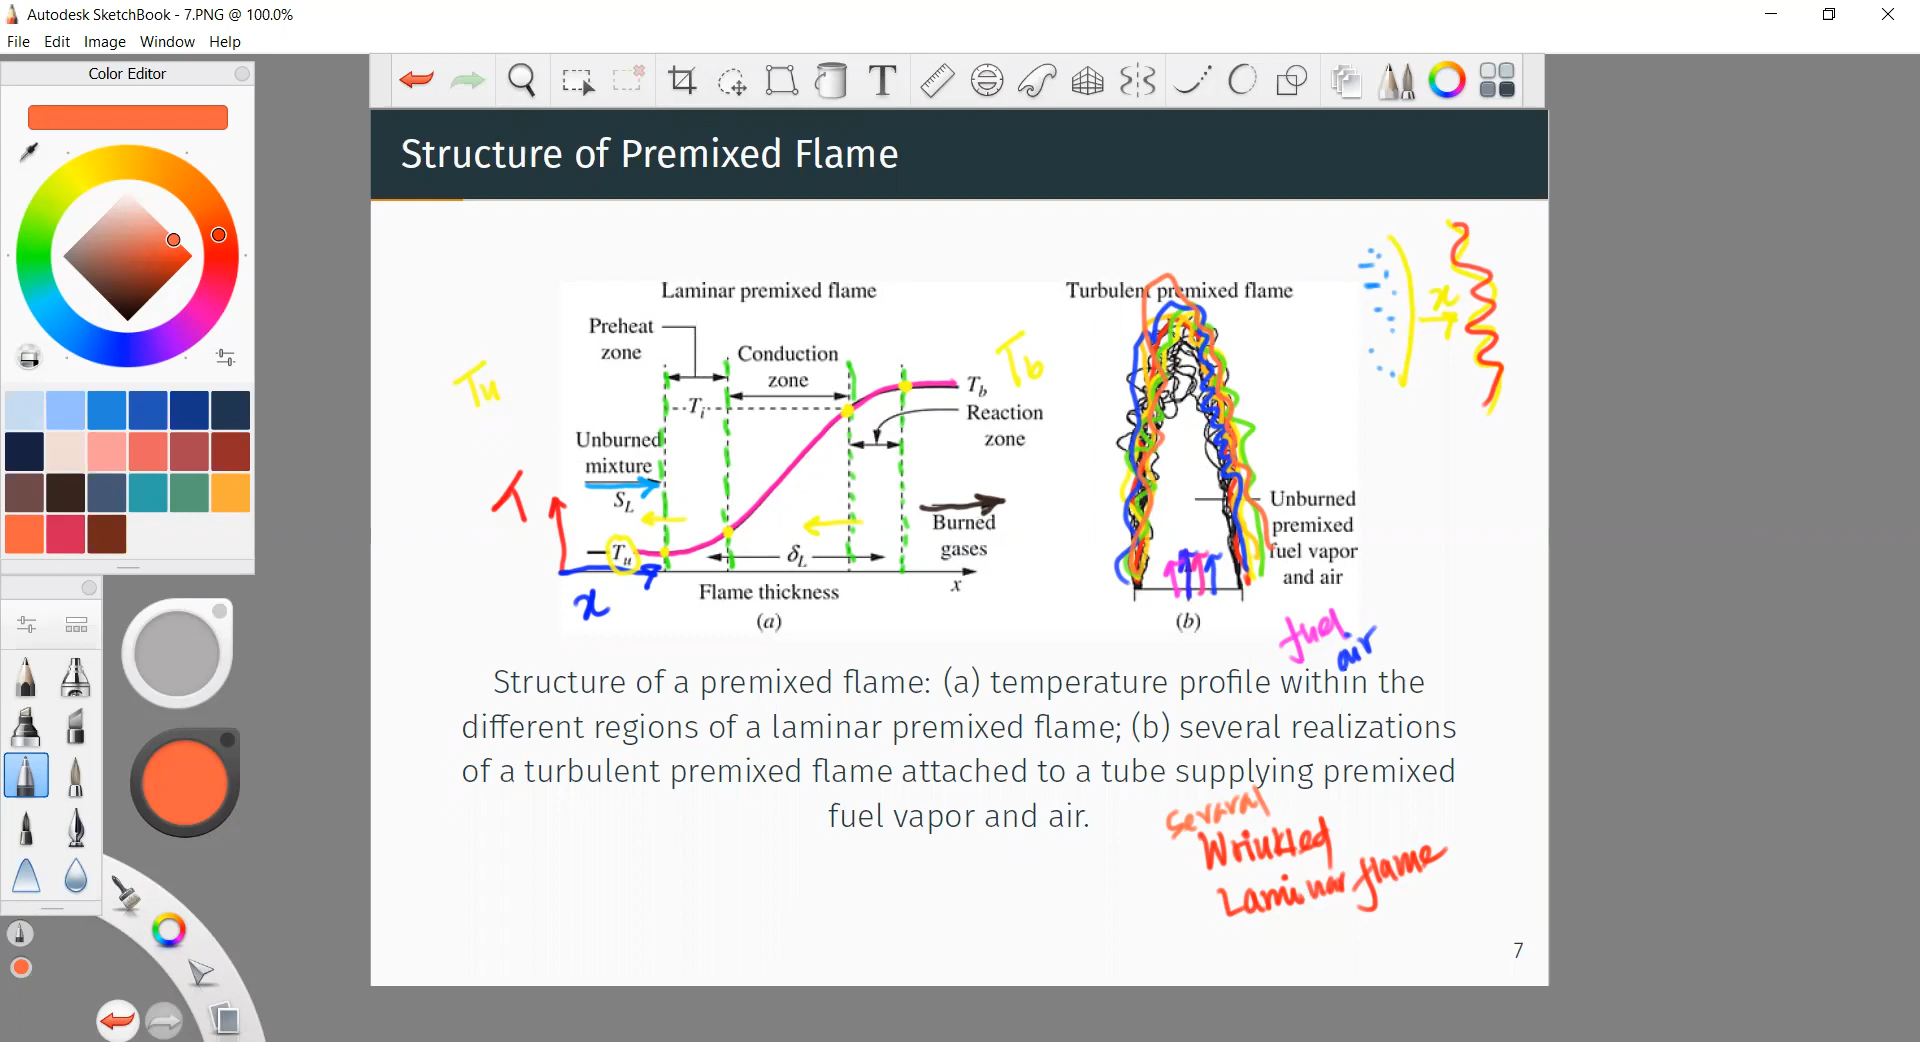 Autodesk SketchBook - 7.PNG @ 100.0%
File Edit Image Window Help
Color Editor
T
Structure of Premixed Flame
Laminar premixed flame
Preheat
zone
Conduction
zone
Ti
Tb
Tb
Reaction
zone
Tu
Unburned
mixture
SL
T
Tu
δL
Burned
gases
x
Flame thickness
x
(a)
Turbulent premixed flame
x
Unburned
premixed
fuel vapor
and air
(b)
fuel
air
Structure of a premixed flame: (a) temperature profile within the
different regions of a laminar premixed flame; (b) several realizations
of a turbulent premixed flame attached to a tube supplying premixed
fuel vapor and air.
several
Wrinkled
Laminar flame
7